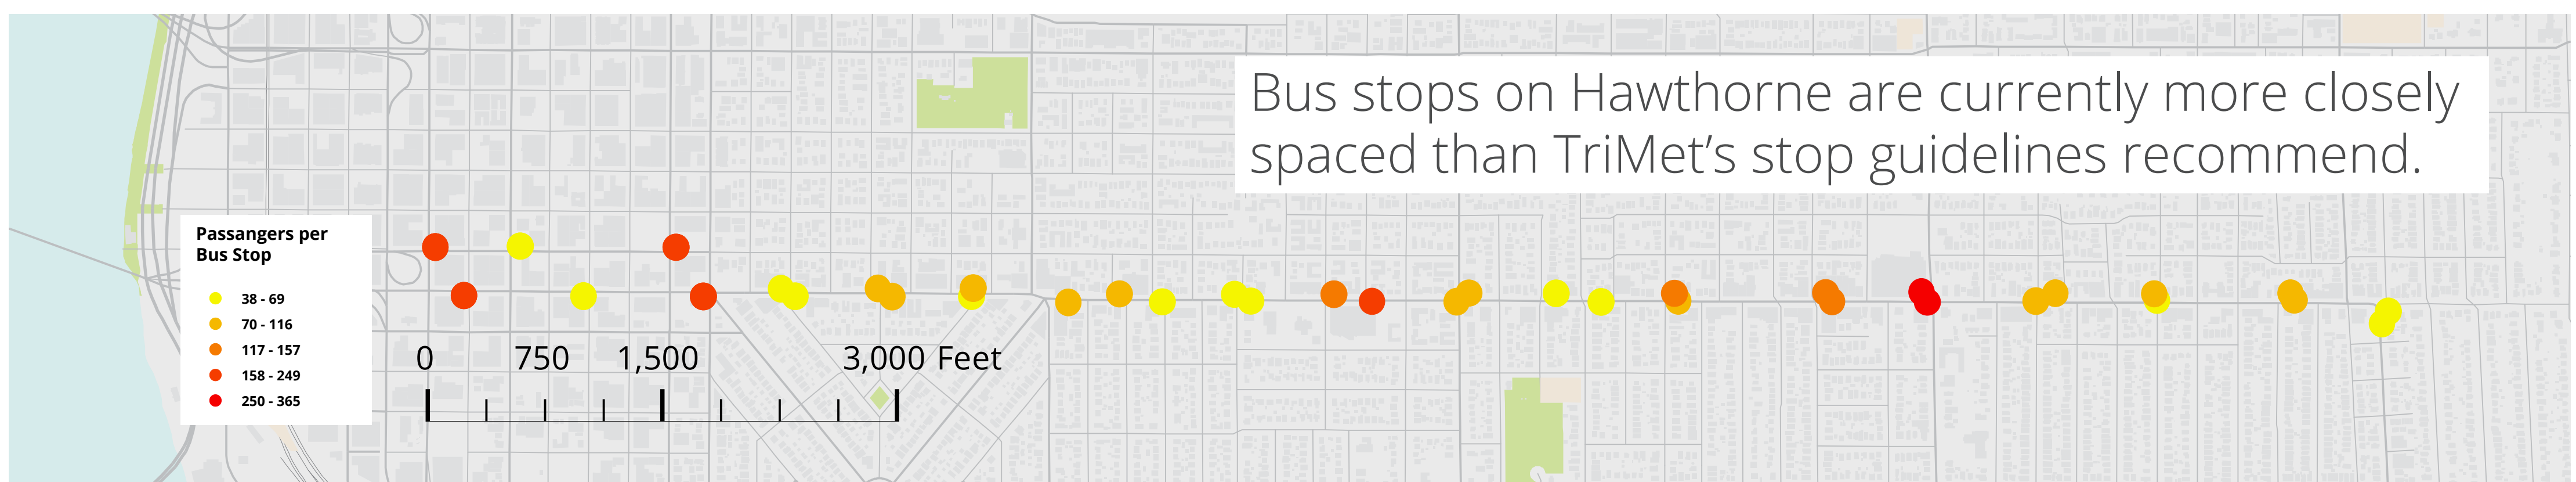 Bus stops on Hawthorne are currently more closely
spaced than TriMet's stop guidelines recommend.
Passangers per
Bus Stop
38 - 69
70 - 116
117 - 157
158 - 249
250 - 365
0 750 1,500 3,000 Feet